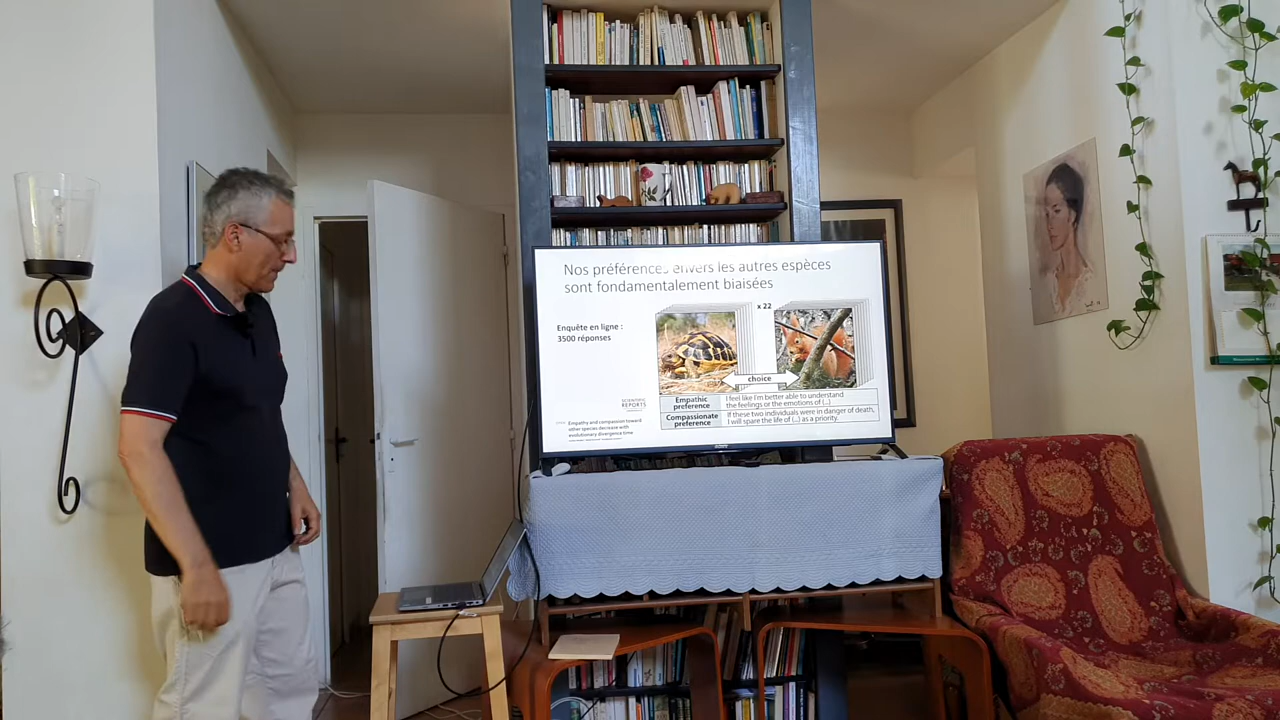 Nos préférences envers les autres espèces
sont fondamentalement biaisées
x 22
Enquête en ligne :
3500 réponses
choice
Empathic preference
I feel like I'm better able to understand
the feelings or the emotions of (...)
Compassionate preference
If these two individuals were in danger of death,
I will spare the life of (...) as a priority.
SCIENTIFIC
REPORTS
Empathy and compassion toward
other species decrease with
evolutionary divergence time